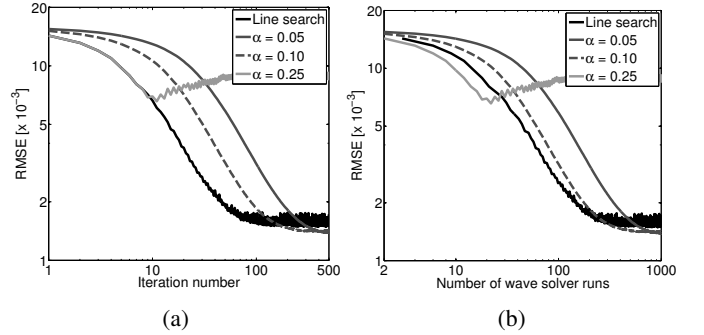 20
10
5
2
1
RMSE [x 10⁻³]
Line search
α = 0.05
α = 0.10
α = 0.25
1
10
100
500
Iteration number
(a)
20
10
5
2
1
RMSE [x 10⁻³]
Line search
α = 0.05
α = 0.10
α = 0.25
2
10
100
1000
Number of wave solver runs
(b)